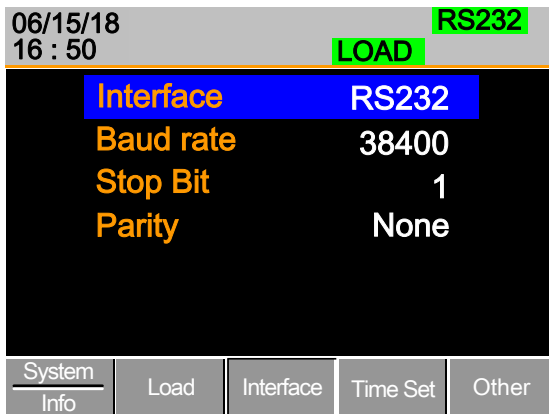 06/15/18
RS232
16 : 50
LOAD
Interface RS232
Baud rate 38400
Stop Bit 1
Parity None
System
Info
Load
Interface
Time Set
Other